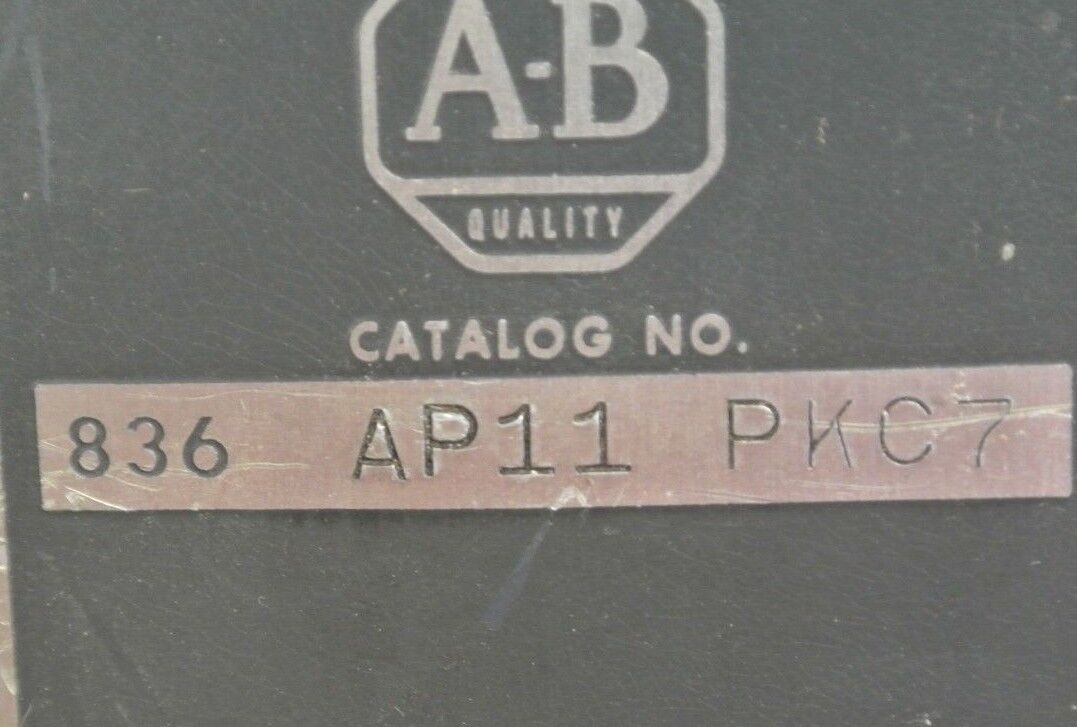 A-B
QUALITY
CATALOG NO.
836 AP11 PKC7